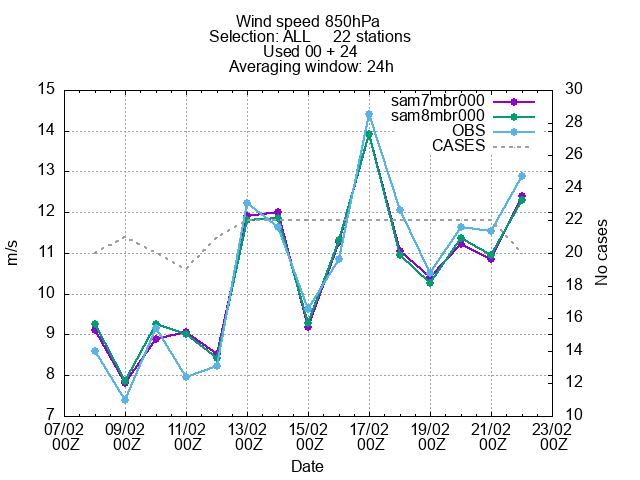 Wind speed 850hPa
Selection: ALL 22 stations
Used 00 + 24
Averaging window: 24h
sam7mbr000
sam8mbr000
OBS
CASES
15
14
13
12
11
10
9
8
7
m/s
30
28
26
24
22
20
18
16
14
12
10
No cases
07/02 09/02 11/02 13/02 15/02 17/02 19/02 21/02 23/02
00Z 00Z 00Z 00Z 00Z 00Z 00Z 00Z 00Z
Date